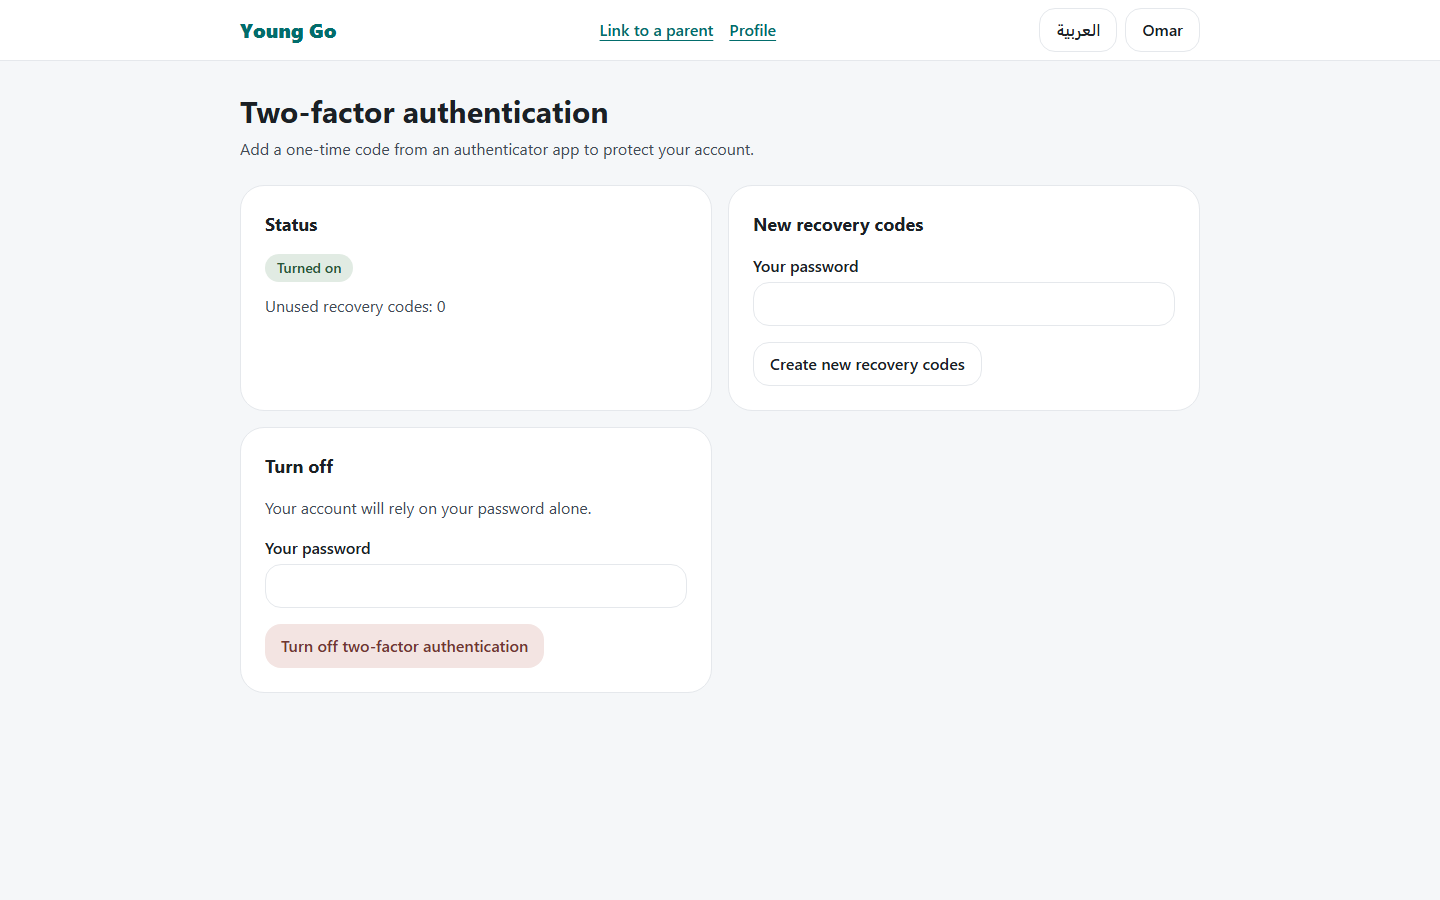 Young Go
Link to a parent
Profile
العربية
Omar
Two-factor authentication
Add a one-time code from an authenticator app to protect your account.
Status
Turned on
Unused recovery codes: 0
New recovery codes
Your password
Create new recovery codes
Turn off
Your account will rely on your password alone.
Your password
Turn off two-factor authentication